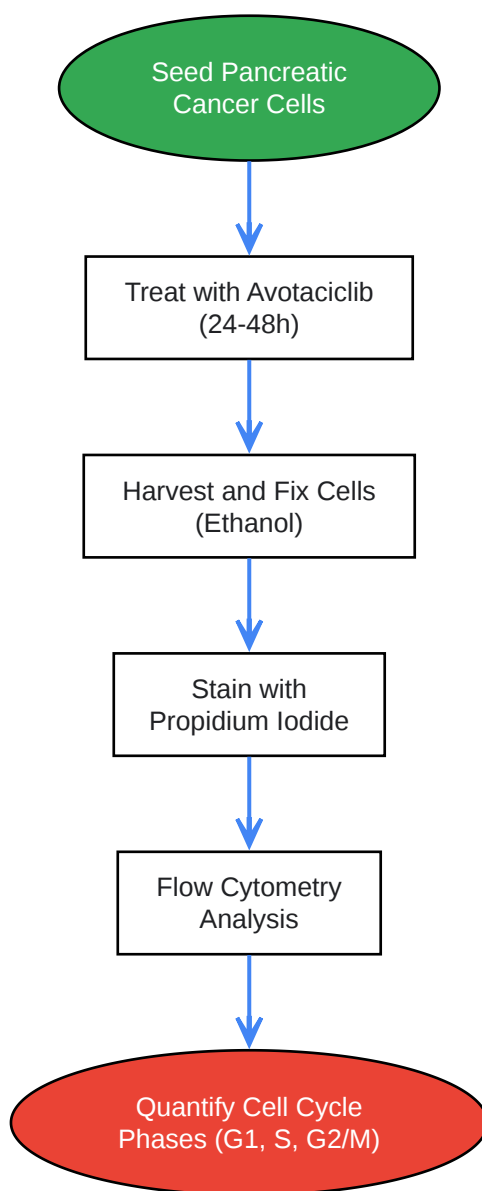 Seed Pancreatic
Cancer Cells
Treat with Avotaciclib
(24-48h)
Harvest and Fix Cells
(Ethanol)
Stain with
Propidium Iodide
Flow Cytometry
Analysis
Quantify Cell Cycle
Phases (G1, S, G2/M)